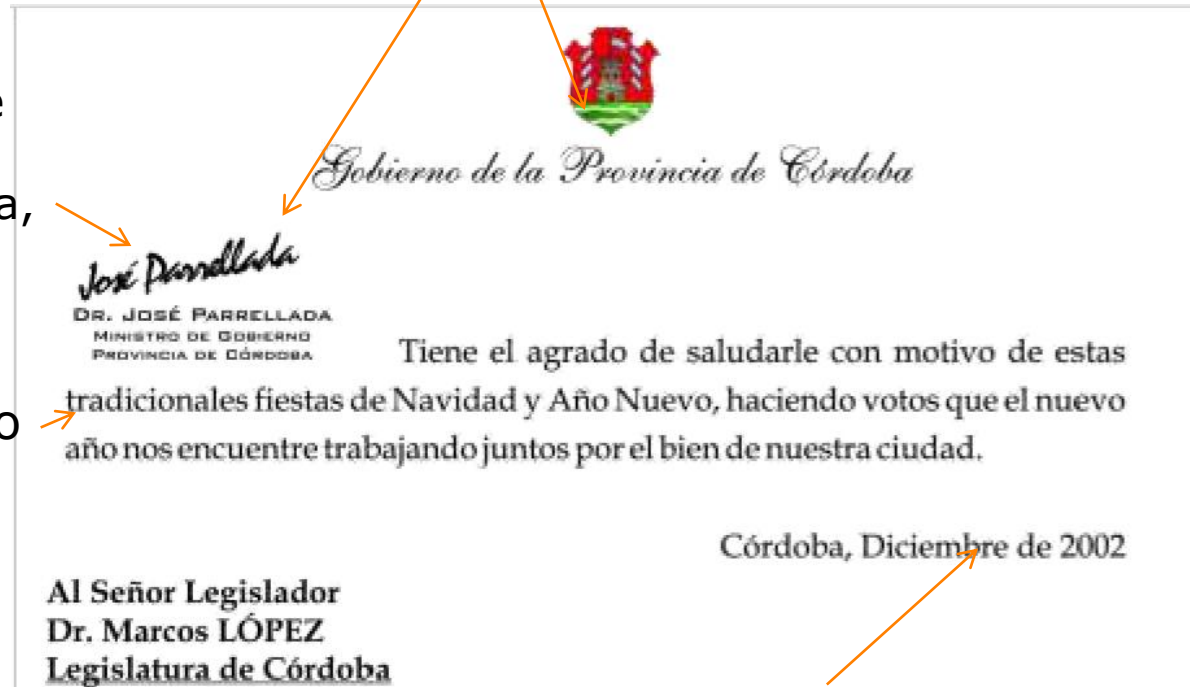 e
Gobierno de la Provincia de Córdoba
a,
José Parrellada
DR. JOSÉ PARRELLADA
MINISTRO DE GOBIERNO
PROVINCIA DE CÓRDOBA
Tiene el agrado de saludarle con motivo de estas
tradicionales fiestas de Navidad y Año Nuevo, haciendo votos que el nuevo
o
año nos encuentre trabajando juntos por el bien de nuestra ciudad.
Córdoba, Diciembre de 2002
Al Señor Legislador
Dr. Marcos LÓPEZ
Legislatura de Córdoba